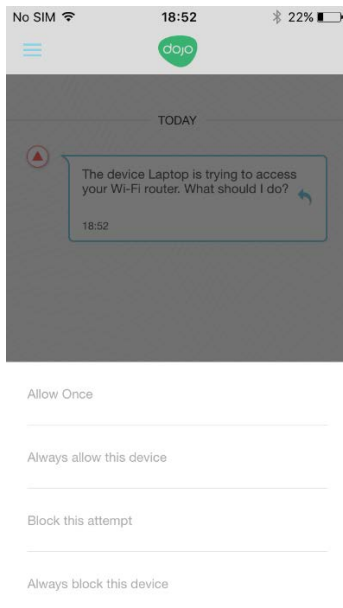 No SIM 18:52 22%
dojo
TODAY
The device Laptop is trying to access
your Wi-Fi router. What should I do?
18:52
Allow Once
Always allow this device
Block this attempt
Always block this device